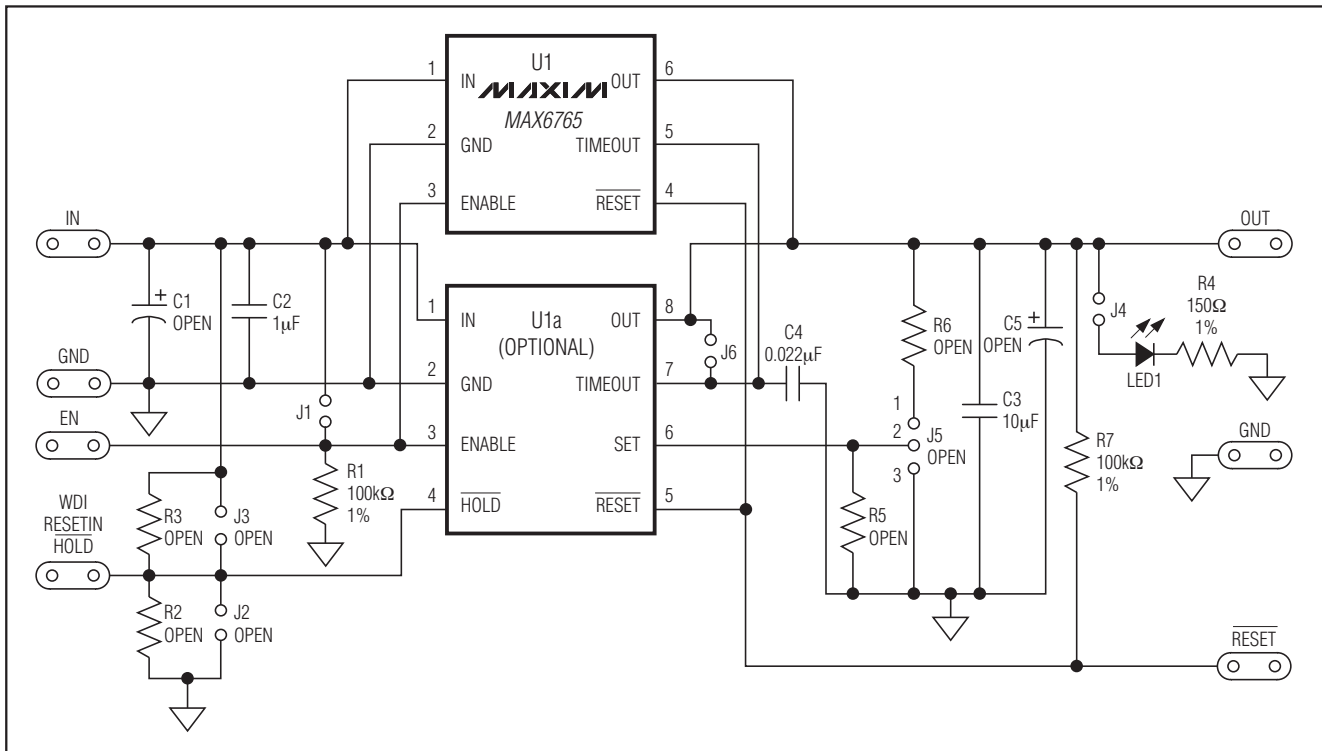 U1
MAXIM
MAX6765
1
IN
OUT
6
2
GND
TIMEOUT
5
3
ENABLE
RESET
4
IN
OUT
C1
OPEN
+
C2
1μF
J1
GND
EN
R1
100kΩ
1%
WDI
RESETIN
HOLD
R3
OPEN
J3
OPEN
R2
OPEN
J2
OPEN
U1a
(OPTIONAL)
1
IN
OUT
8
2
GND
TIMEOUT
7
3
ENABLE
SET
6
4
HOLD
RESET
5
J6
C4
0.022μF
R6
OPEN
1
2
3
J5
OPEN
R5
OPEN
C5
OPEN
+
C3
10μF
J4
LED1
R4
150Ω
1%
R7
100kΩ
1%
GND
RESET